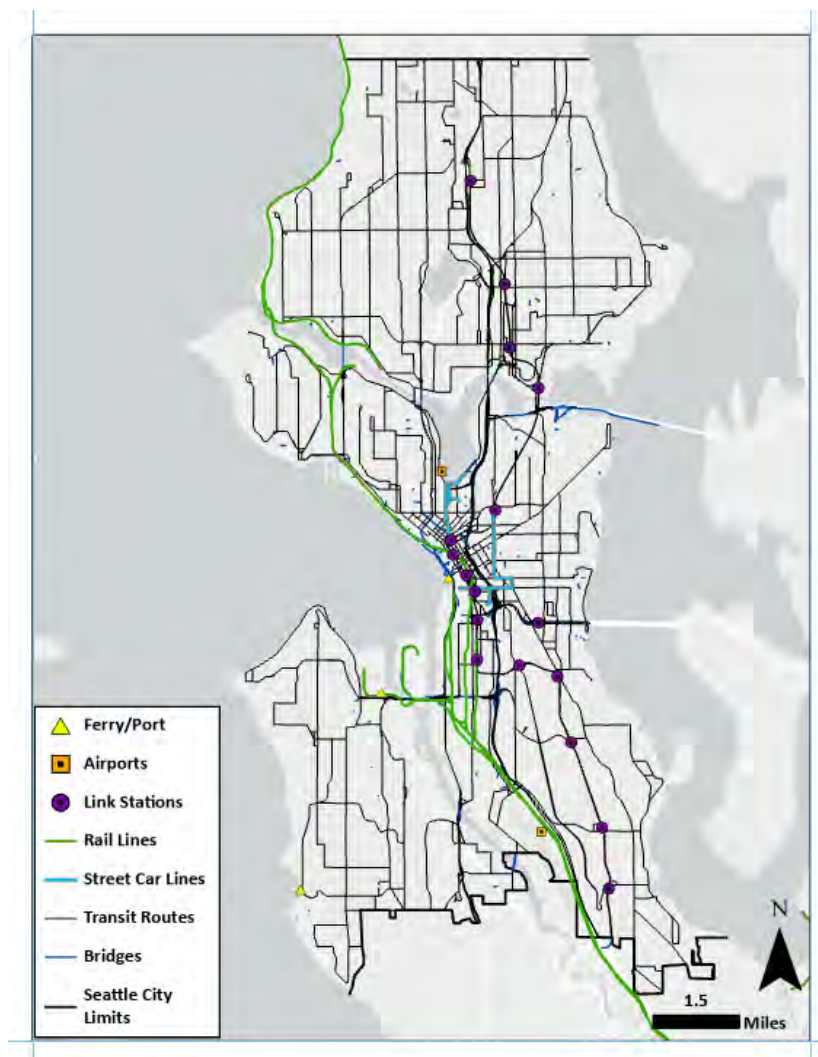 Ferry/Port
Airports
Link Stations
Rail Lines
Street Car Lines
Transit Routes
Bridges
Seattle City
Limits
N
1.5
Miles